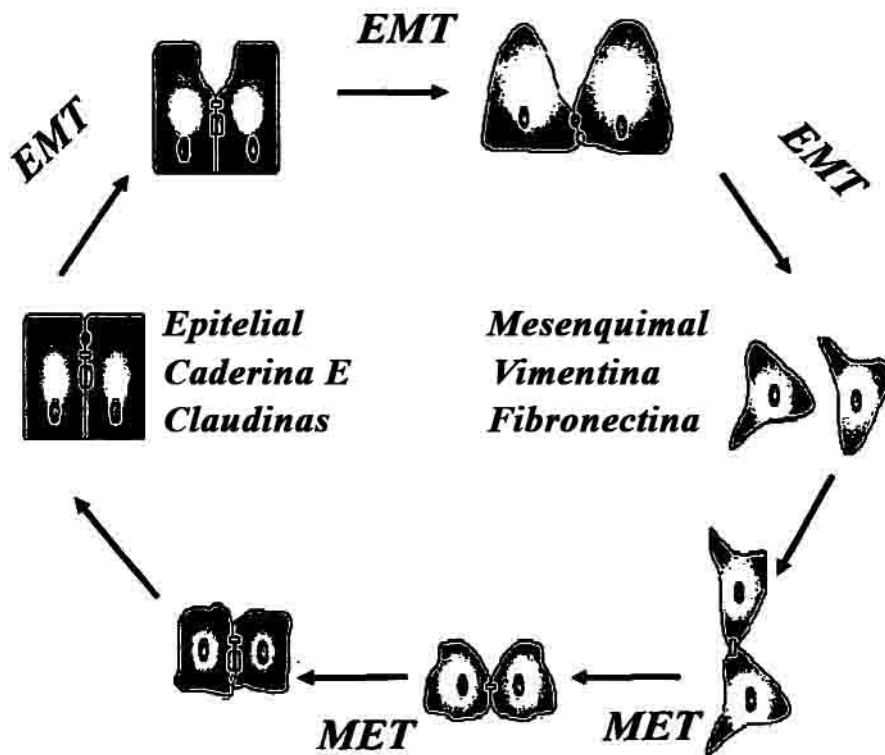 EMT
EMT
EMT
Epitelial
Caderina E
Claudinas
Mesenquimal
Vimentina
Fibronectina
MET
MET